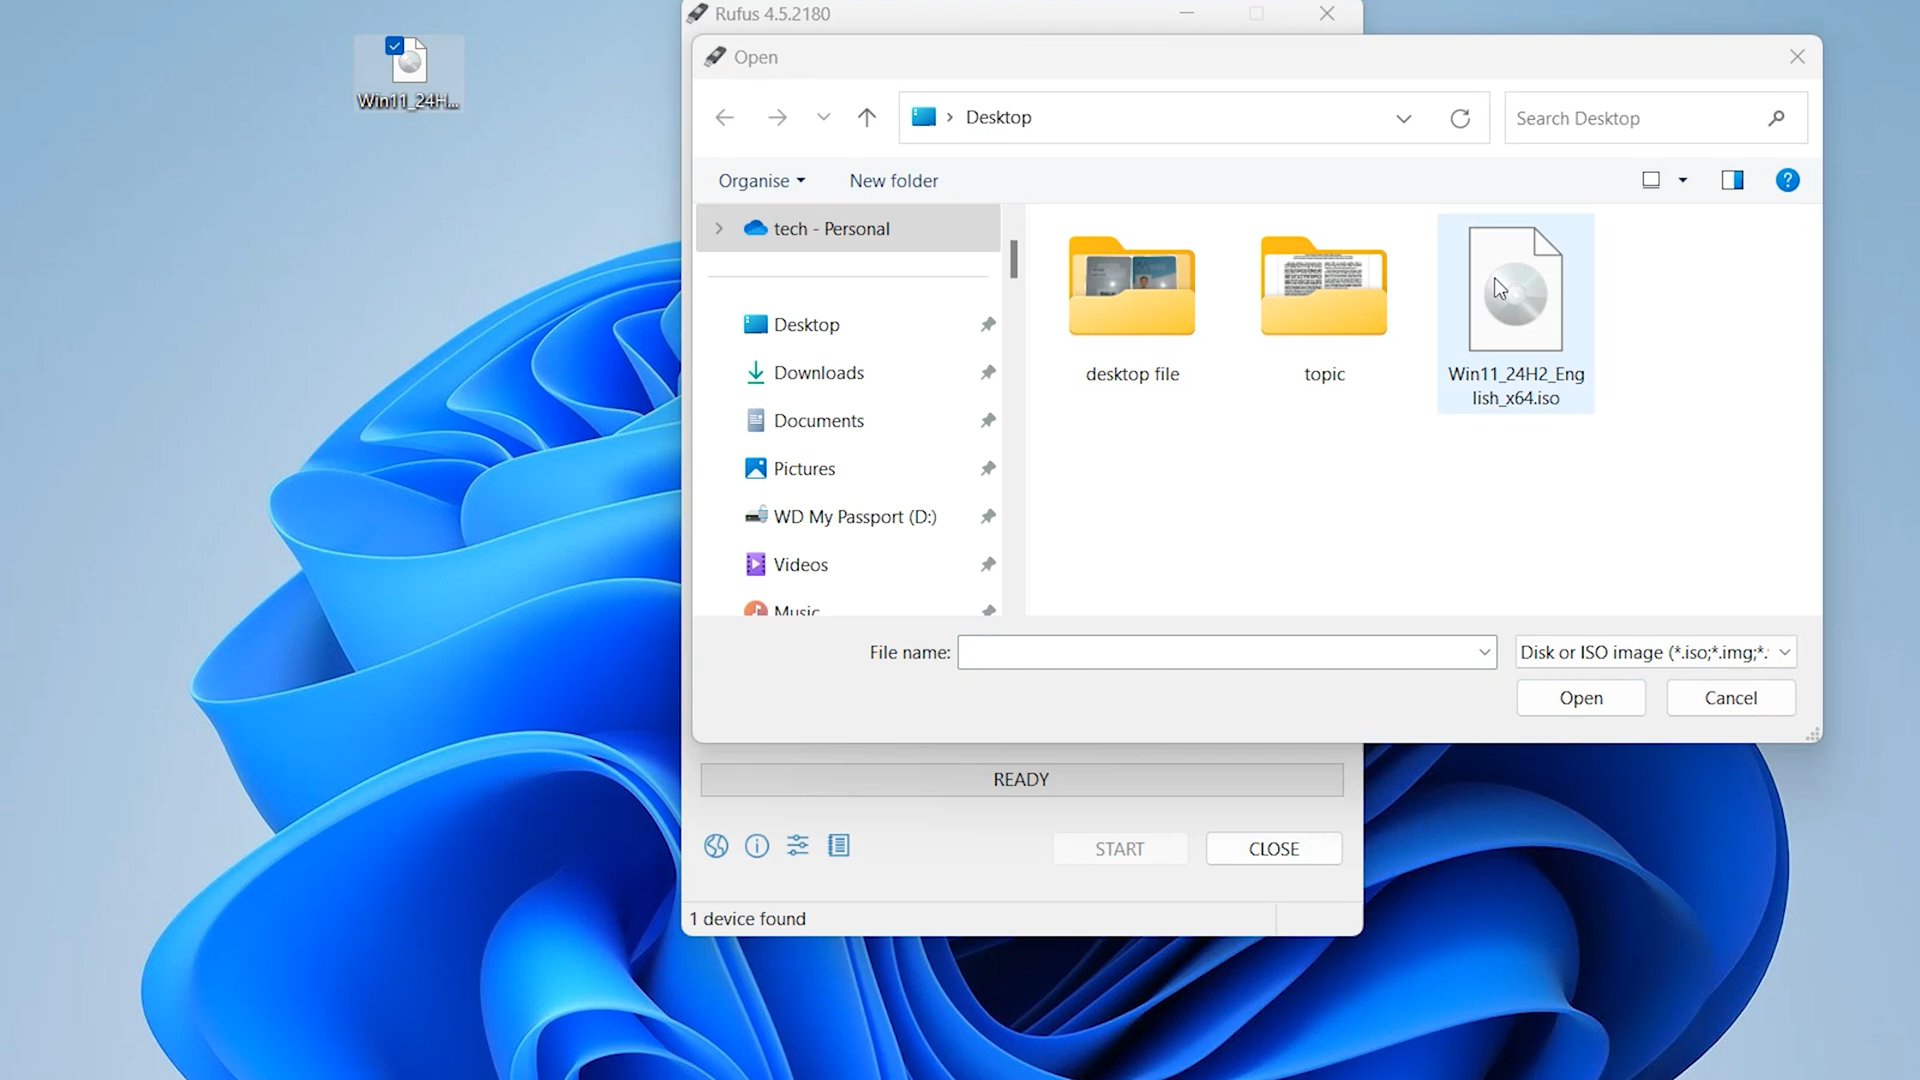 Win11_24H...
Rufus 4.5.2180
Open
Desktop
Search Desktop
Organise
New folder
?
tech - Personal
Desktop
Downloads
Documents
Pictures
WD My Passport (D:)
Videos
Music
desktop file
topic
Win11_24H2_Eng
lish_x64.iso
File name:
Disk or ISO image (*.iso;*.img;*.
Open
Cancel
READY
START
CLOSE
1 device found